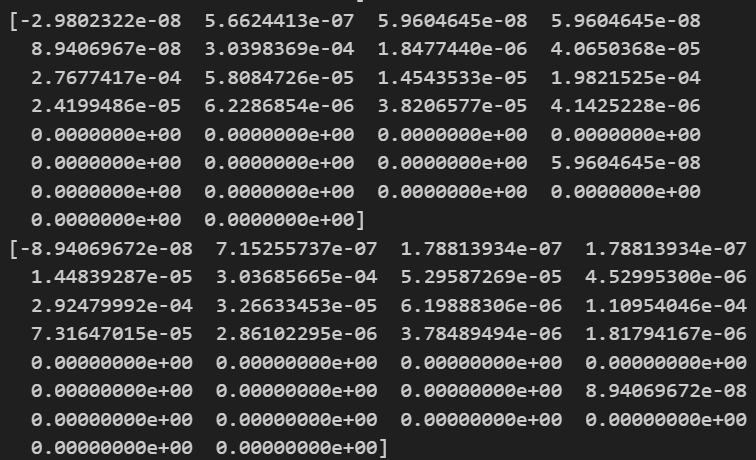 [-2.9802322e-08 5.6624413e-07 5.9604645e-08 5.9604645e-08
8.9406967e-08 3.0398369e-04 1.8477440e-06 4.0650368e-05
2.7677417e-04 5.8084726e-05 1.4543533e-05 1.9821525e-04
2.4199486e-05 6.2286854e-06 3.8206577e-05 4.1425228e-06
0.0000000e+00 0.0000000e+00 0.0000000e+00 0.0000000e+00
0.0000000e+00 0.0000000e+00 0.0000000e+00 5.9604645e-08
0.0000000e+00 0.0000000e+00 0.0000000e+00 0.0000000e+00
0.0000000e+00 0.0000000e+00]
[-8.94069672e-08 7.15255737e-07 1.78813934e-07 1.78813934e-07
1.44839287e-05 3.03685665e-04 5.29587269e-05 4.52995300e-06
2.92479992e-04 3.26633453e-05 6.19888306e-06 1.10954046e-04
7.31647015e-05 2.86102295e-06 3.78489494e-06 1.81794167e-06
0.00000000e+00 0.00000000e+00 0.00000000e+00 0.00000000e+00
0.00000000e+00 0.00000000e+00 0.00000000e+00 8.94069672e-08
0.00000000e+00 0.00000000e+00 0.00000000e+00 0.00000000e+00
0.00000000e+00 0.00000000e+00]